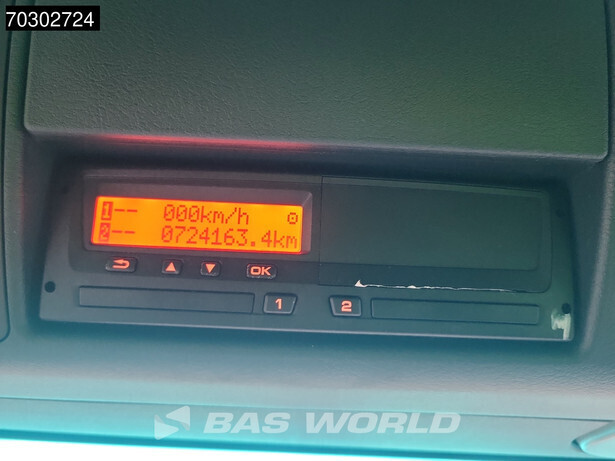 70302724
1-- 000km/h
2-- 0724163.4km
OK
1 2
BAS WORLD